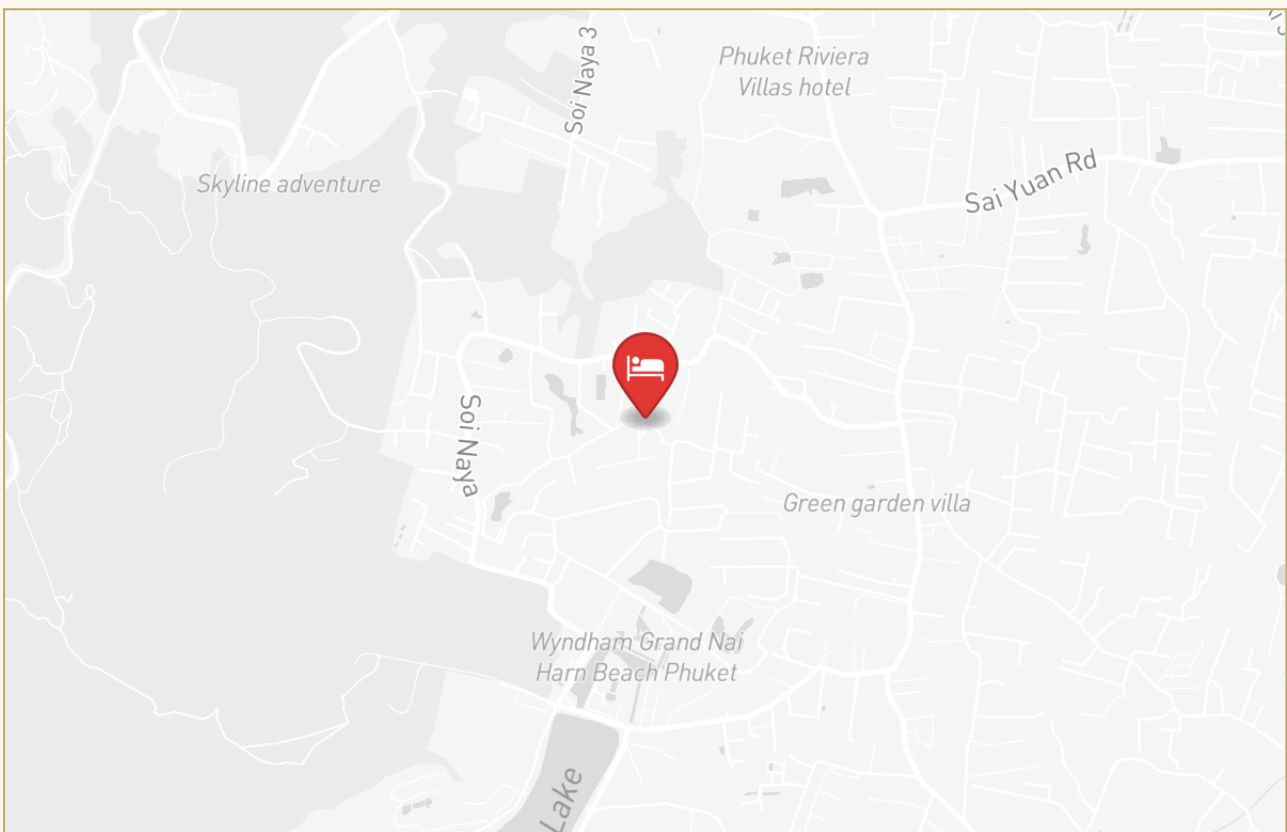 Soi Naya 3
Phuket Riviera
Villas hotel
Sai Yuan Rd
Skyline adventure
Soi Naya
Green garden villa
Wyndham Grand Nai
Harn Beach Phuket
Lake